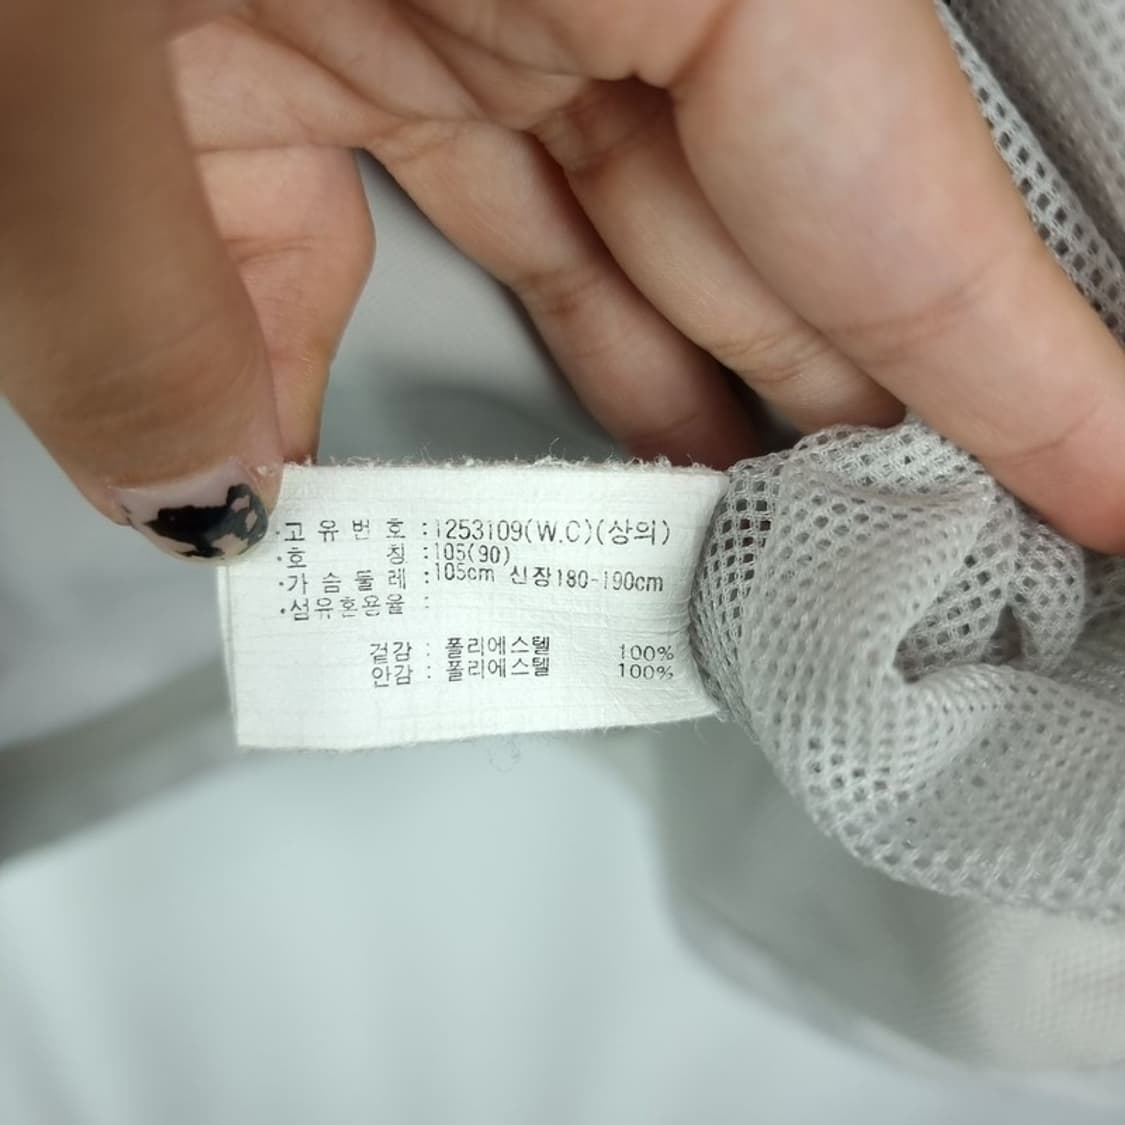 ·고유번호 : 1253109(W.C)(상의)
·호칭 : 105(90)
·가슴둘레 : 105cm 신장180-190cm
·섬유혼용율 :
겉감 : 폴리에스텔 100%
안감 : 폴리에스텔 100%